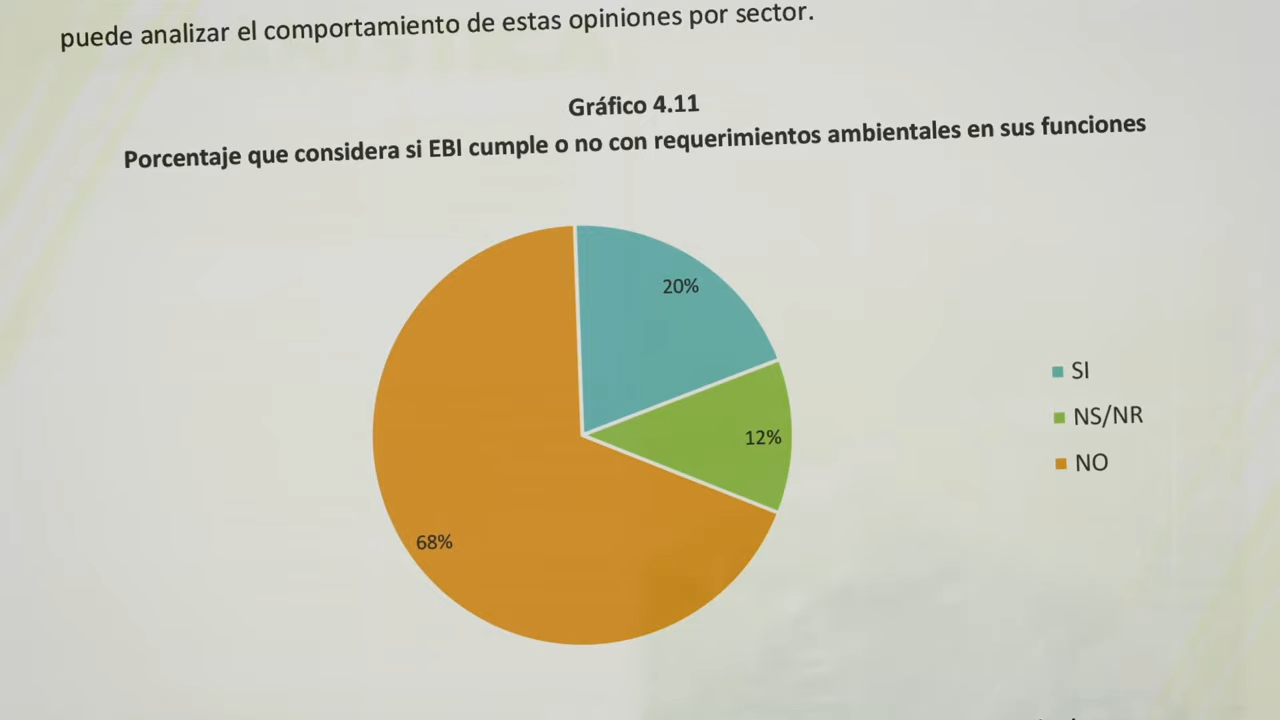 puede analizar el comportamiento de estas opiniones por sector.
Gráfico 4.11
Porcentaje que considera si EBI cumple o no con requerimientos ambientales en sus funciones
20%
12%
68%
SI
NS/NR
NO